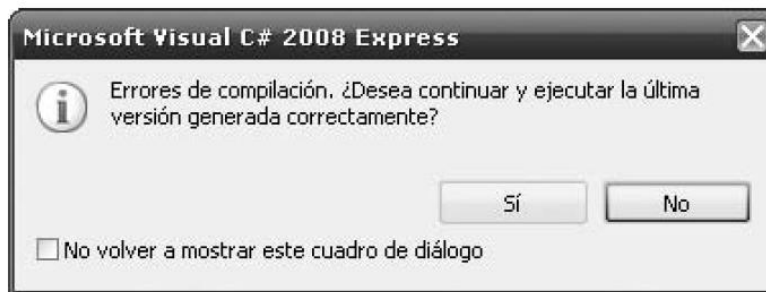 Microsoft Visual C# 2008 Express
Errores de compilación. ¿Desea continuar y ejecutar la última
versión generada correctamente?
Sí
No
No volver a mostrar este cuadro de diálogo